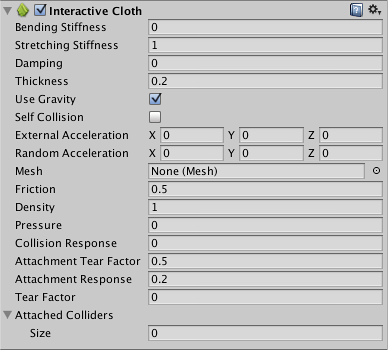 Interactive Cloth
Bending Stiffness 0
Stretching Stiffness 1
Damping 0
Thickness 0.2
Use Gravity
Self Collision
External Acceleration X 0 Y 0 Z 0
Random Acceleration X 0 Y 0 Z 0
Mesh None (Mesh)
Friction 0.5
Density 1
Pressure 0
Collision Response 0
Attachment Tear Factor 0.5
Attachment Response 0.2
Tear Factor 0
Attached Colliders
Size 0